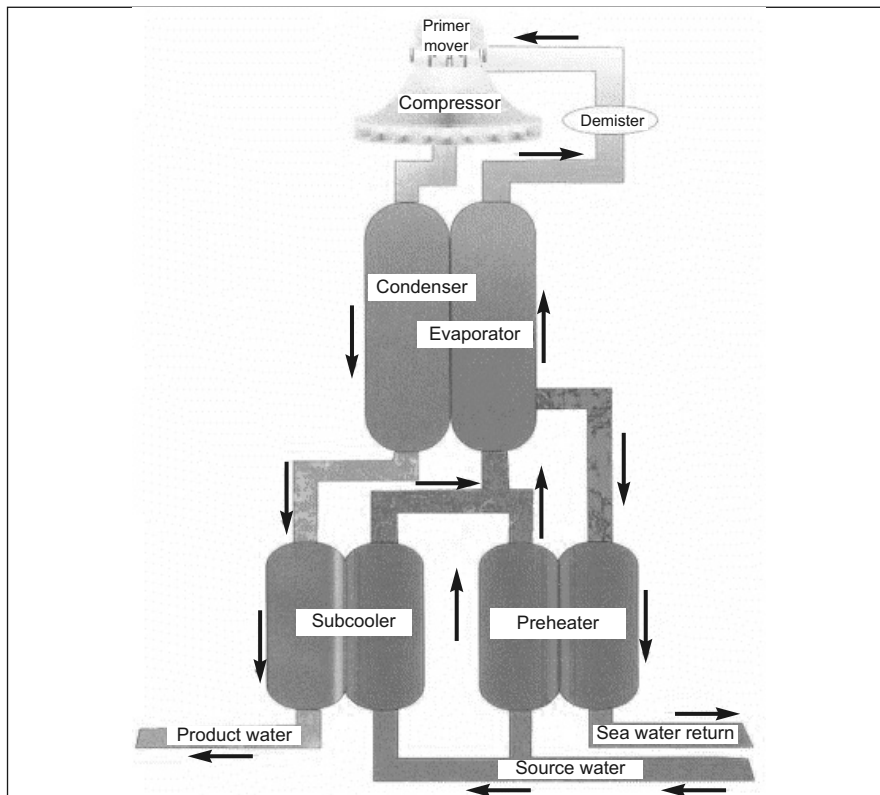 Primer
mover
Compressor
Demister
Condenser
Evaporator
Subcooler
Preheater
Product water
Sea water return
Source water